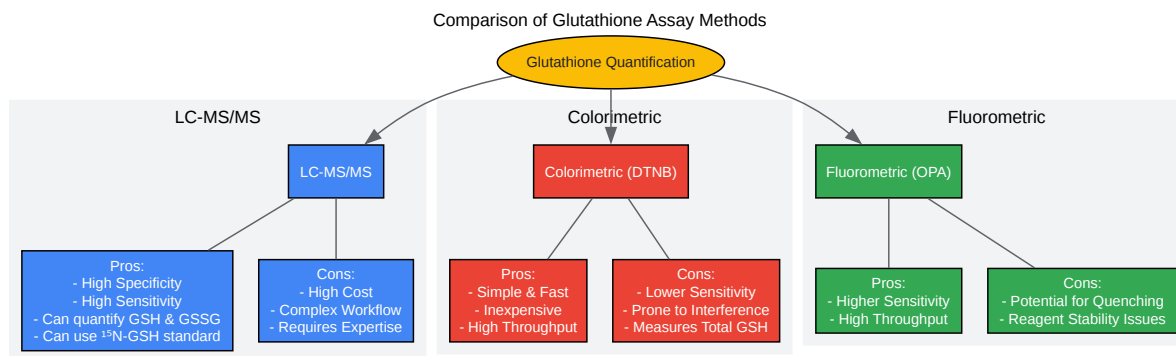 Comparison of Glutathione Assay Methods
Glutathione Quantification
LC-MS/MS
LC-MS/MS
Pros:
- High Specificity
- High Sensitivity
- Can quantify GSH & GSSG
- Can use ¹⁵N-GSH standard
Cons:
- High Cost
- Complex Workflow
- Requires Expertise
Colorimetric
Colorimetric (DTNB)
Pros:
- Simple & Fast
- Inexpensive
- High Throughput
Cons:
- Lower Sensitivity
- Prone to Interference
- Measures Total GSH
Fluorometric
Fluorometric (OPA)
Pros:
- Higher Sensitivity
- High Throughput
Cons:
- Potential for Quenching
- Reagent Stability Issues